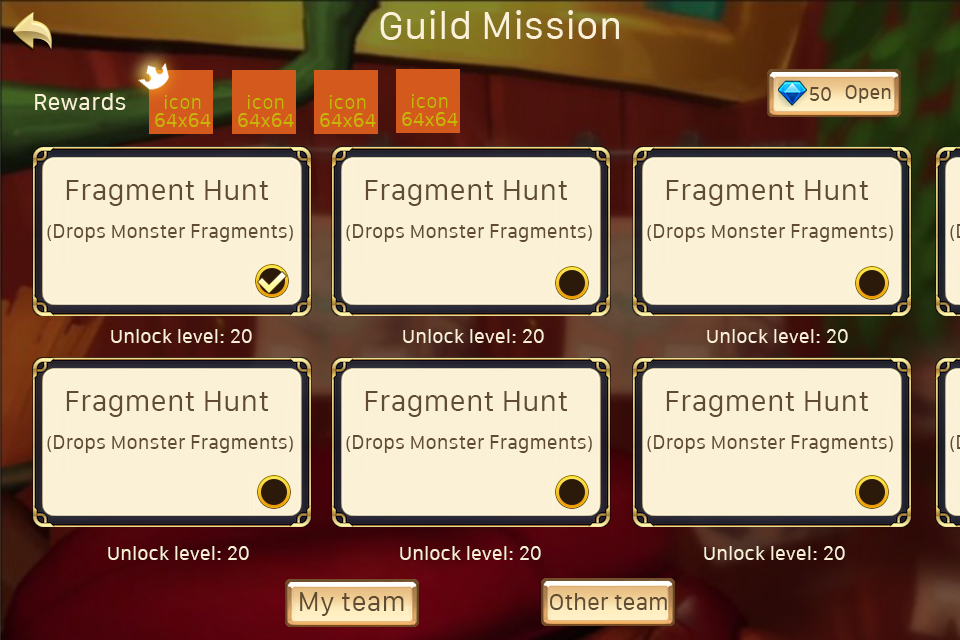 Guild Mission
Rewards
icon
64x64
icon
64x64
icon
64x64
icon
64x64
50 Open
Fragment Hunt
(Drops Monster Fragments)
Unlock level: 20
Fragment Hunt
(Drops Monster Fragments)
Unlock level: 20
Fragment Hunt
(Drops Monster Fragments)
Unlock level: 20
Fragment Hunt
(Drops Monster Fragments)
Unlock level: 20
Fragment Hunt
(Drops Monster Fragments)
Unlock level: 20
Fragment Hunt
(Drops Monster Fragments)
Unlock level: 20
My team
Other team